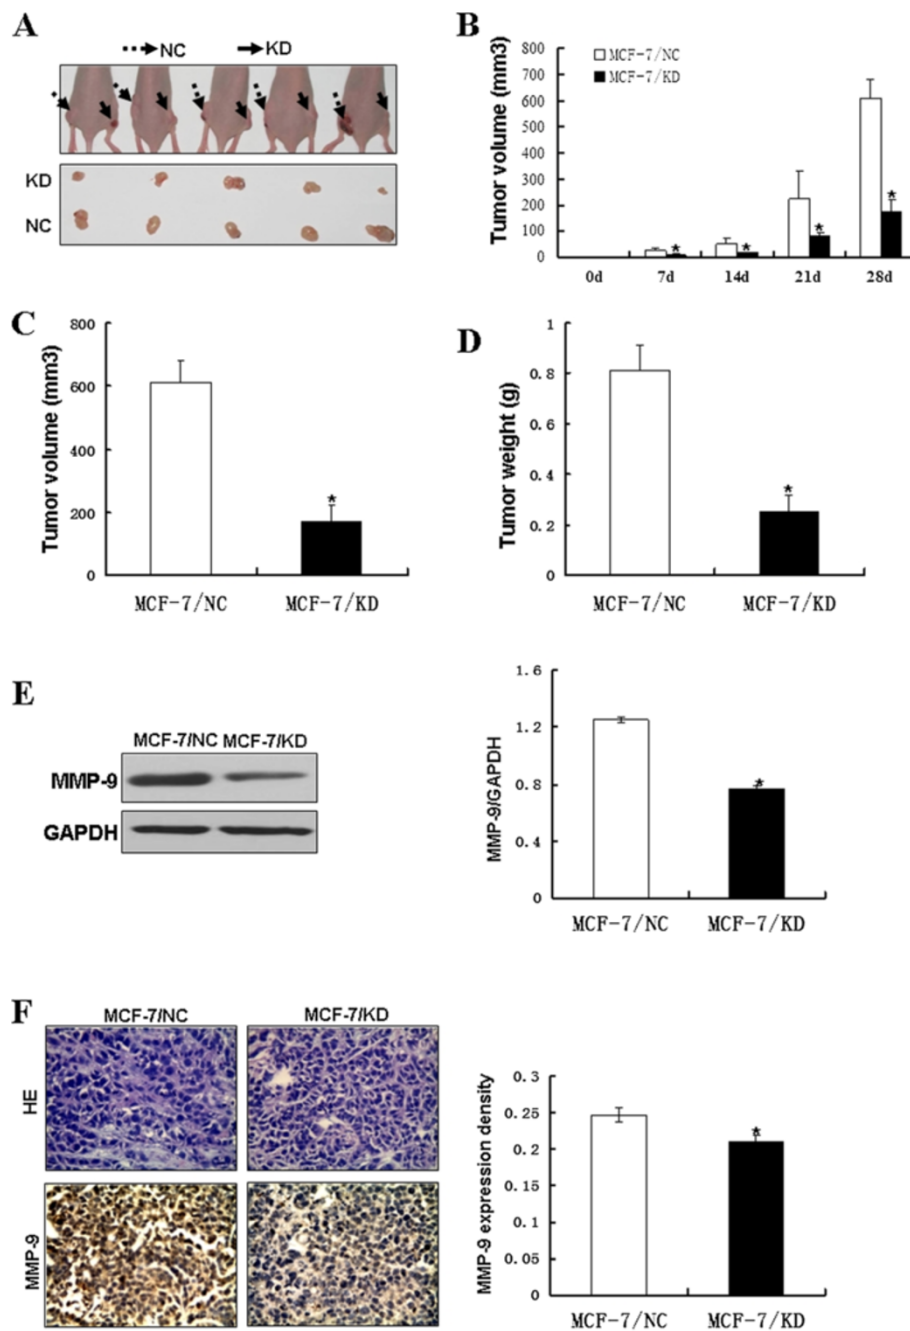 A
NC
KD
KD
NC
B
Tumor volume (mm3)
800
700
600
500
400
300
200
100
0
MCF-7/NC
MCF-7/KD
*
*
*
*
0d
7d
14d
21d
28d
C
Tumor volume (mm3)
800
600
400
200
0
*
MCF-7/NC
MCF-7/KD
D
Tumor weight (g)
1
0.8
0.6
0.4
0.2
0
*
MCF-7/NC
MCF-7/KD
E
MCF-7/NC MCF-7/KD
MMP-9
GAPDH
MMP-9/GAPDH
1.6
1.2
0.8
0.4
0
*
MCF-7/NC
MCF-7/KD
F
MCF-7/NC
MCF-7/KD
HE
MMP-9
MMP-9 expression density
0.3
0.25
0.2
0.15
0.1
0.05
0
*
MCF-7/NC
MCF-7/KD